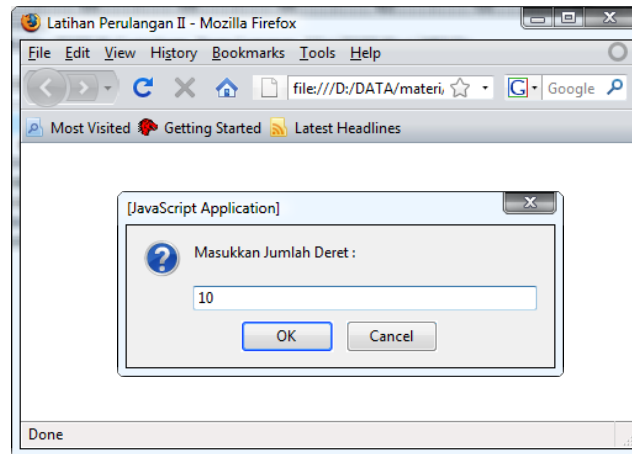 Latihan Perulangan II - Mozilla Firefox
File Edit View History Bookmarks Tools Help
file:///D:/DATA/materi, G Google
Most Visited Getting Started Latest Headlines
[JavaScript Application]
Masukkan Jumlah Deret :
10
OK Cancel
Done